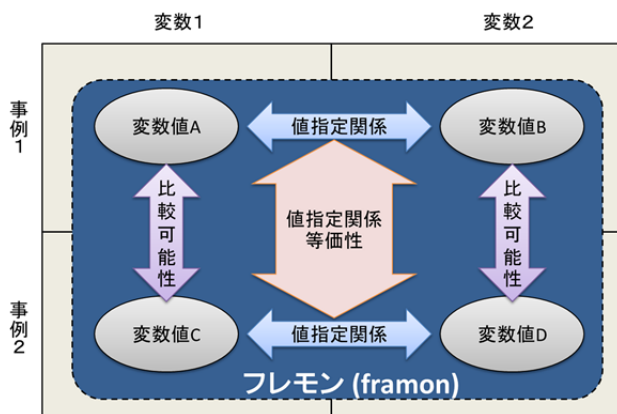 変数1
変数2
事例1
変数値A
値指定関係
変数値B
比較可能性
値指定関係
等価性
比較可能性
事例2
変数値C
値指定関係
変数値D
フレモン (framon)